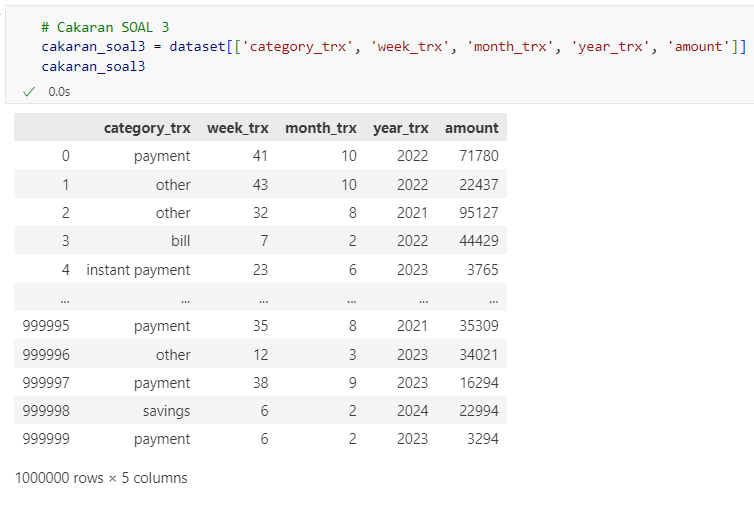 # Cakaran SOAL 3
cakaran_soal3 = dataset[['category_trx', 'week_trx', 'month_trx', 'year_trx', 'amount']]
cakaran_soal3
0.0s
category_trx week_trx month_trx year_trx amount
0 payment 41 10 2022 71780
1 other 43 10 2022 22437
2 other 32 8 2021 95127
3 bill 7 2 2022 44429
4 instant payment 23 6 2023 3765
... ... ... ... ... ...
999995 payment 35 8 2021 35309
999996 other 12 3 2023 34021
999997 payment 38 9 2023 16294
999998 savings 6 2 2024 22994
999999 payment 6 2 2023 3294
1000000 rows × 5 columns